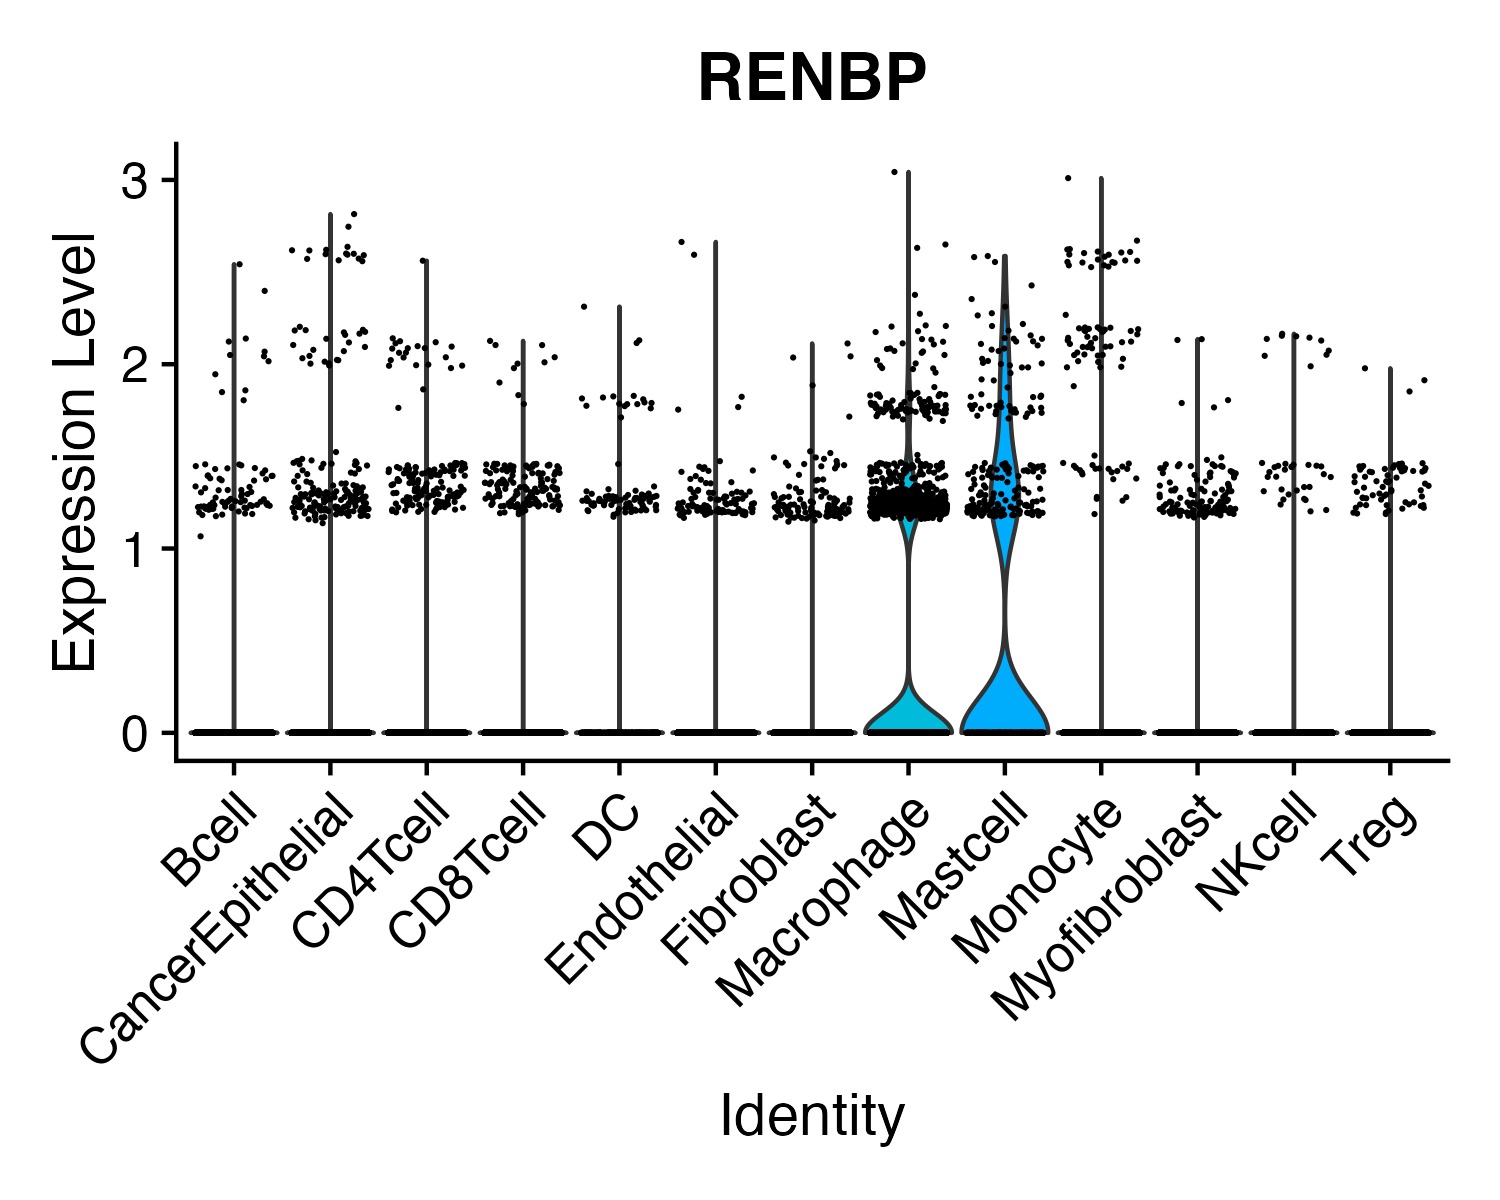 RENBP
Expression Level
3
2
1
0
Bcell
CancerEpithelial
CD4Tcell
CD8Tcell
DC
Endothelial
Fibroblast
Macrophage
Mastcell
Monocyte
Myofibroblast
NKcell
Treg
Identity